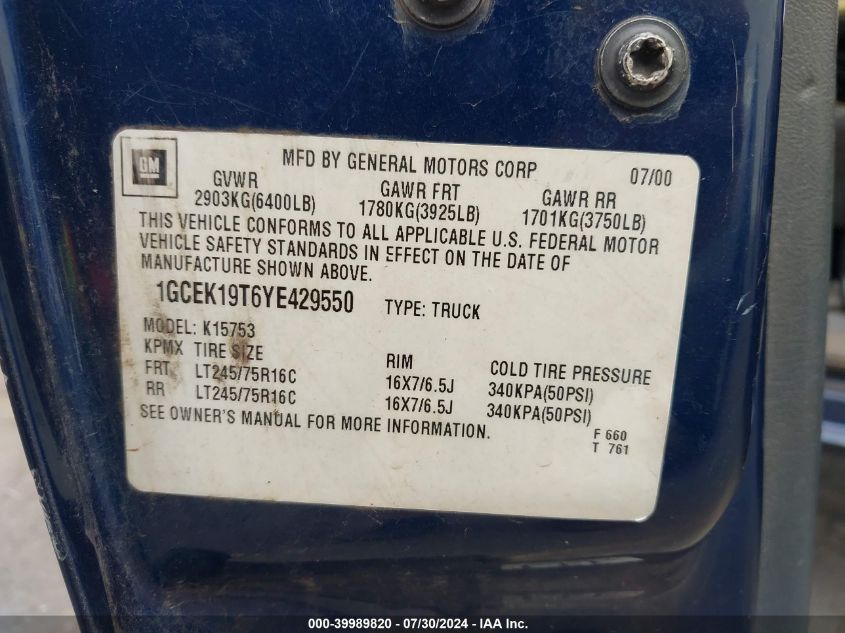 GM
MFD BY GENERAL MOTORS CORP 07/00
GVWR GAWR FRT GAWR RR
2903KG(6400LB) 1780KG(3925LB) 1701KG(3750LB)
THIS VEHICLE CONFORMS TO ALL APPLICABLE U.S. FEDERAL MOTOR
VEHICLE SAFETY STANDARDS IN EFFECT ON THE DATE OF
MANUFACTURE SHOWN ABOVE.
1GCEK19T6YE429550 TYPE: TRUCK
MODEL: K15753
KPMX TIRE SIZE RIM COLD TIRE PRESSURE
FRT LT245/75R16C 16X7/6.5J 340KPA(50PSI)
RR LT245/75R16C 16X7/6.5J 340KPA(50PSI)
SEE OWNER'S MANUAL FOR MORE INFORMATION.
F 660
T 761
000-39989820 / 07/30/2024 - IAA Inc.